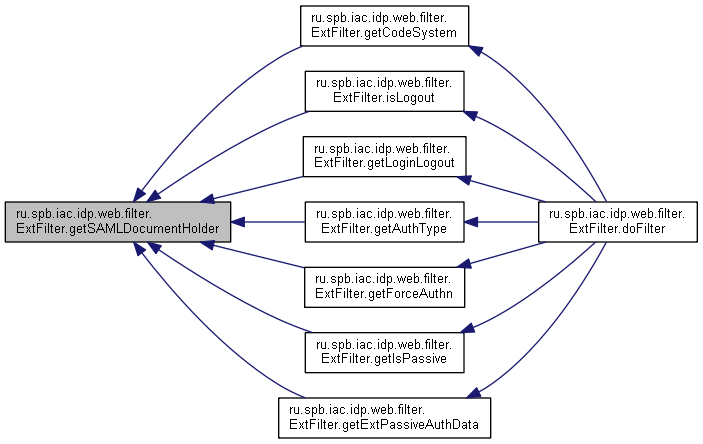 ru.spb.iac.idp.web.filter.
ExtFilter.getCodeSystem
ru.spb.iac.idp.web.filter.
ExtFilter.isLogout
ru.spb.iac.idp.web.filter.
ExtFilter.getLoginLogout
ru.spb.iac.idp.web.filter.
ExtFilter.getSAMLDocumentHolder
ru.spb.iac.idp.web.filter.
ExtFilter.getAuthType
ru.spb.iac.idp.web.filter.
ExtFilter.doFilter
ru.spb.iac.idp.web.filter.
ExtFilter.getForceAuthn
ru.spb.iac.idp.web.filter.
ExtFilter.getIsPassive
ru.spb.iac.idp.web.filter.
ExtFilter.getExtPassiveAuthData